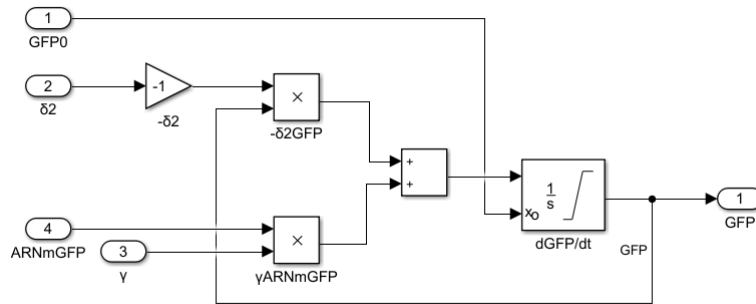 1
GFP0
2
δ2
-1
-δ2
×
-δ2GFP
+
+
1
s
xo
dGFP/dt
GFP
1
GFP
4
ARNmGFP
3
γ
×
γARNmGFP